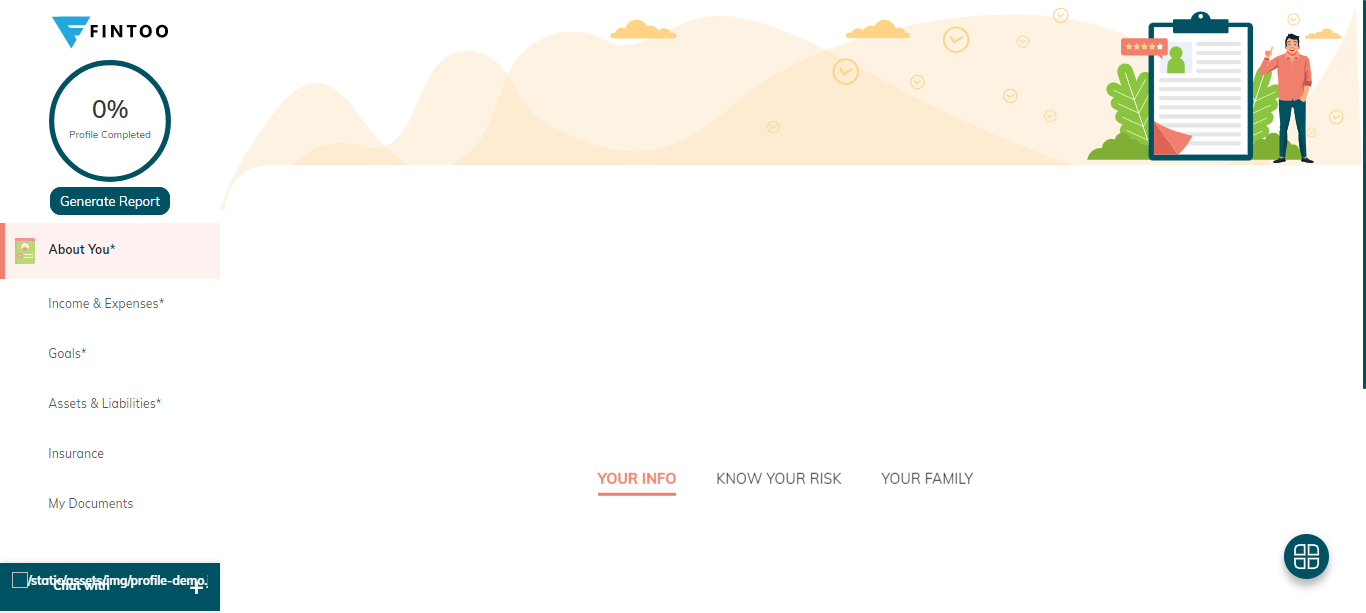 FINTOO
0%
Profile Completed
Generate Report
About You*
Income & Expenses*
Goals*
Assets & Liabilities*
Insurance
My Documents
/static/assets/img/profile-demo.
Chat with
+
YOUR INFO
KNOW YOUR RISK
YOUR FAMILY